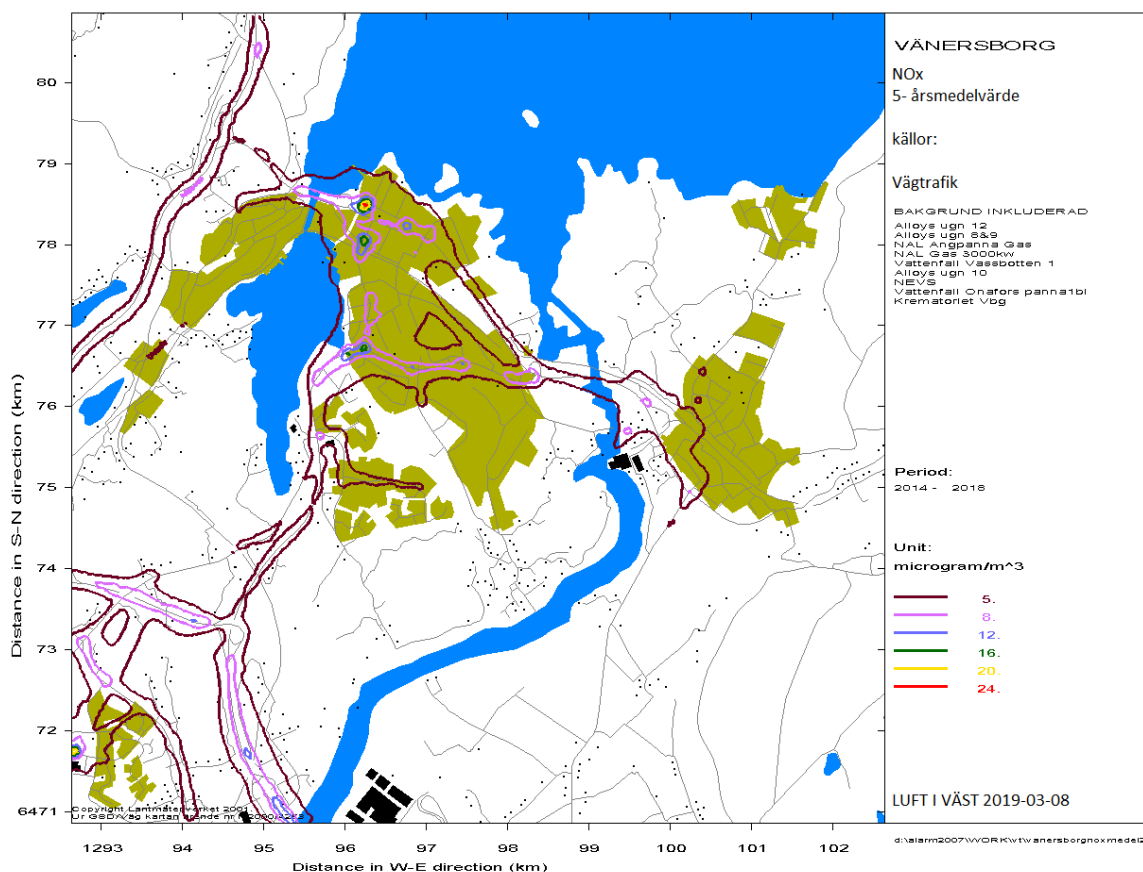 VÄNERSBORG
NOx
5- årsmedelvärde
källor:
Vägtrafik
BAKGRUND INKLUDERAD
Alloys ugn 12
Alloys ugn 8&9
NAL Angpanna Gas
NAL Gas 3000kw
Vattenfall Vassbotten 1
Alloys ugn 10
NEVS
Vattenfall Onafors panna1bl
Krematoriet Vbg
Period:
2014 - 2018
Unit:
microgram/m^3
5.
8.
12.
16.
20.
24.
LUFT I VÄST 2019-03-08
Distance in S-N direction (km)
80
79
78
77
76
75
74
73
72
6471
Copyright Lantmäteriverket 2001.
Ur GSD
1293 94 95 96 97 98 99 100 101 102
Distance in W-E direction (km)